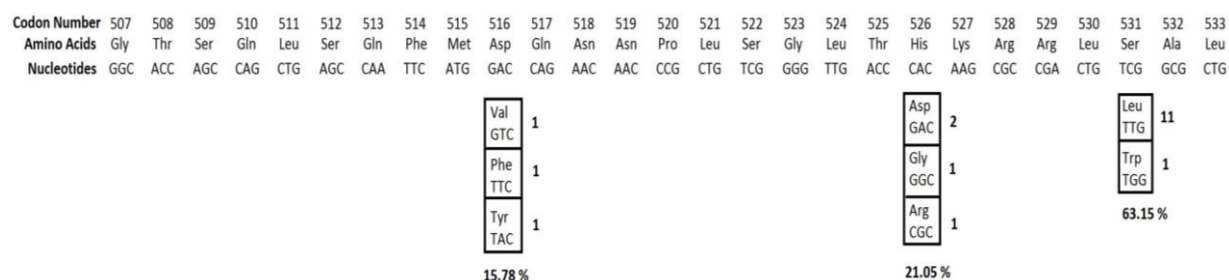 Codon Number 507 508 509 510 511 512 513 514 515 516 517 518 519 520 521 522 523 524 525 526 527 528 529 530 531 532 533
Amino Acids Gly Thr Ser Gln Leu Ser Gln Phe Met Asp Gln Asn Asn Pro Leu Ser Gly Leu Thr His Lys Arg Arg Leu Ser Ala Leu
Nucleotides GGC ACC AGC CAG CTG AGC CAA TTC ATG GAC CAG AAC AAC CCG CTG TCG GGG TTG ACC CAC AAG CGC CGA CTG TCG GCG CTG
Val
GTC
1
Phe
TTC
1
Tyr
TAC
1
15.78 %
Asp
GAC
2
Gly
GGC
1
Arg
CGC
1
21.05 %
Leu
TTG
11
Trp
TGG
1
63.15 %